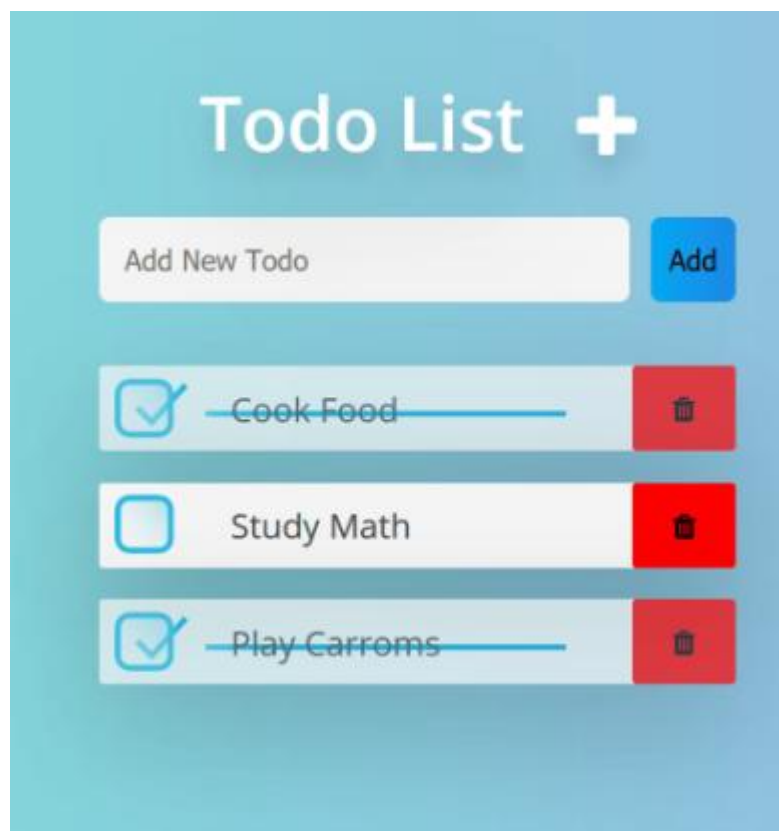 Todo List
Add New Todo
Add
Cook Food
Study Math
Play Carroms